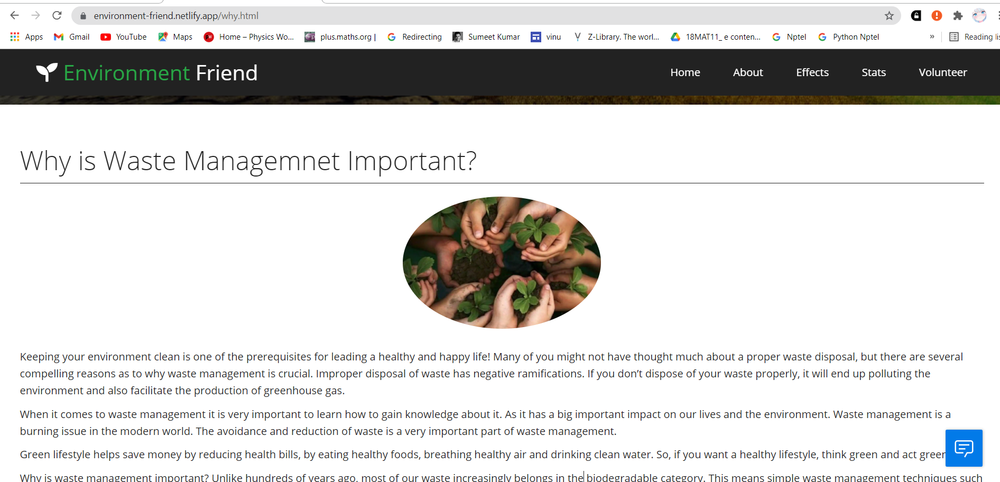 environment-friend.netlify.app/why.html
Apps Gmail YouTube Maps Home – Physics Wo... plus.maths.org | Redirecting Sumeet Kumar vinu Z-Library. The worl... 18MAT11_ e conten... Nptel Python Nptel » Reading
Environment Friend Home About Effects Stats Volunteer
Why is Waste Managemnet Important?
Keeping your environment clean is one of the prerequisites for leading a healthy and happy life! Many of you might not have thought much about a proper waste disposal, but there are several
compelling reasons as to why waste management is crucial. Improper disposal of waste has negative ramifications. If you don’t dispose of your waste properly, it will end up polluting the
environment and also facilitate the production of greenhouse gas.
When it comes to waste management it is very important to learn how to gain knowledge about it. As it has a big important impact on our lives and the environment. Waste management is a
burning issue in the modern world. The avoidance and reduction of waste is a very important part of waste management.
Green lifestyle helps save money by reducing health bills, by eating healthy foods, breathing healthy air and drinking clean water. So, if you want a healthy lifestyle, think green and act green
Why is waste management important? Unlike hundreds of years ago, most of our waste increasingly belongs in the biodegradable category. This means simple waste management techniques such